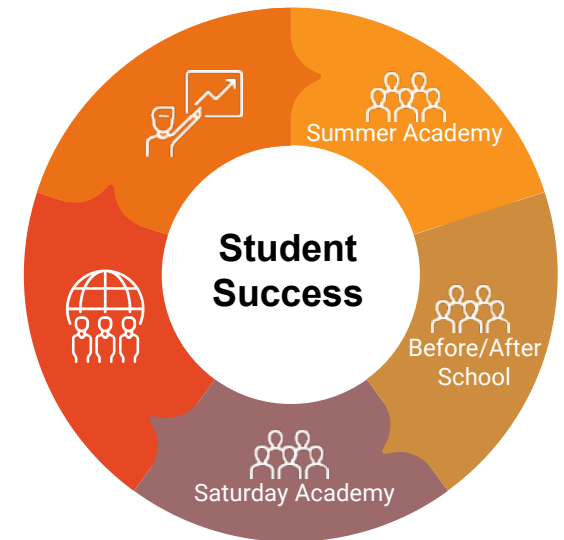 Summer Academy
Student
Success
Before/After
School
Saturday Academy